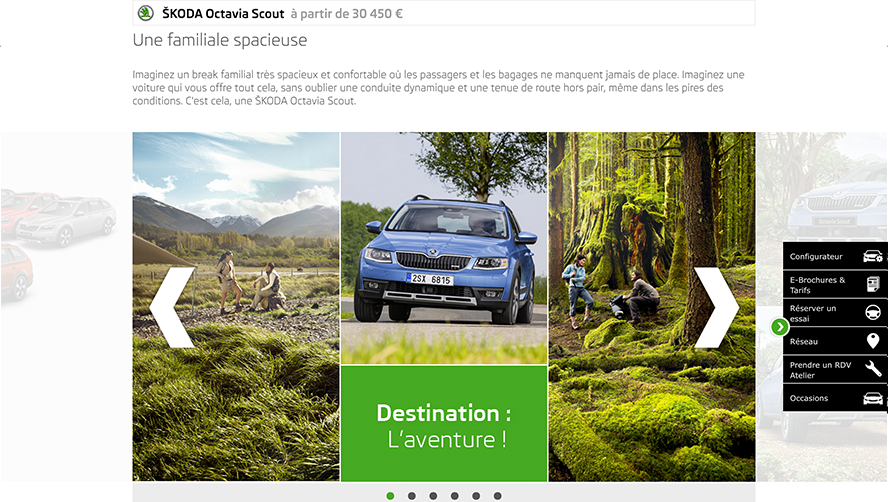 ŠKODA Octavia Scout à partir de 30 450 €
Une familiale spacieuse
Imaginez un break familial très spacieux et confortable où les passagers et les bagages ne manquent jamais de place. Imaginez une
voiture qui vous offre tout cela, sans oublier une conduite dynamique et une tenue de route hors pair, même dans les pires des
conditions. C'est cela, une ŠKODA Octavia Scout.
2SX 6815
Destination :
L'aventure !
Configurateur
E-Brochures &
Tarifs
Réserver un
essai
Réseau
Prendre un RDV
Atelier
Occasions